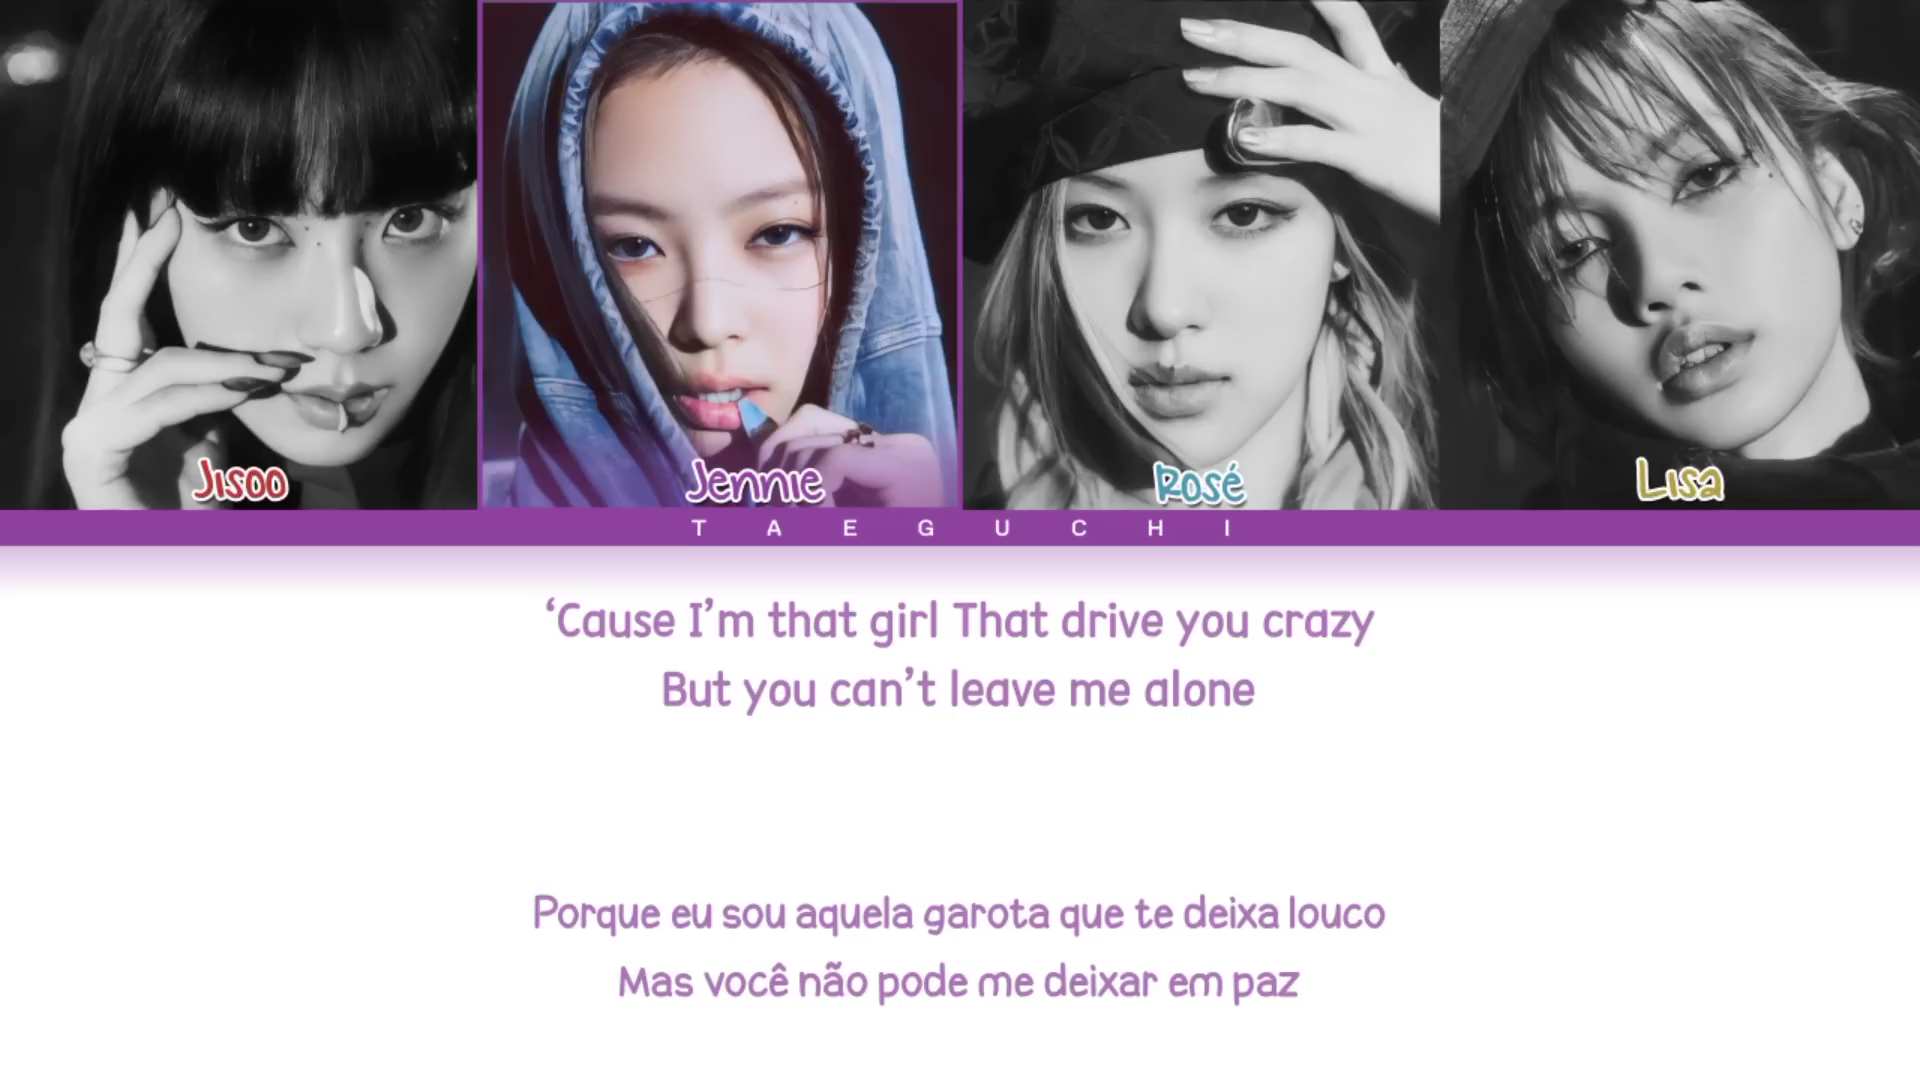 Jisoo
Jennie
Rosé
Lisa
TAEGUCHI
‘Cause I’m that girl That drive you crazy
But you can’t leave me alone
Porque eu sou aquela garota que te deixa louco
Mas você não pode me deixar em paz